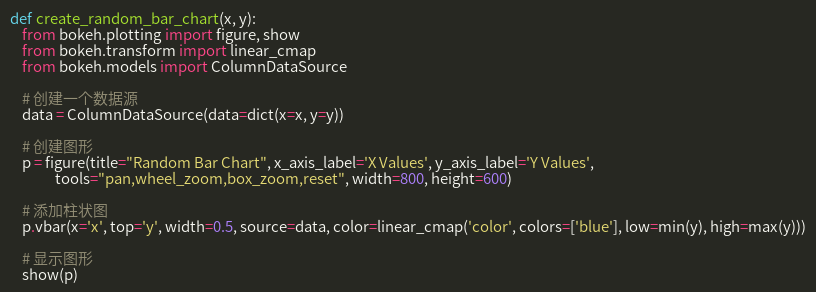 def create_random_bar_chart(x, y):
from bokeh.plotting import figure, show
from bokeh.transform import linear_cmap
from bokeh.models import ColumnDataSource
# 创建一个数据源
data = ColumnDataSource(data=dict(x=x, y=y))
# 创建图形
p = figure(title="Random Bar Chart", x_axis_label='X Values', y_axis_label='Y Values',
tools="pan,wheel_zoom,box_zoom,reset", width=800, height=600)
# 添加柱状图
p.vbar(x='x', top='y', width=0.5, source=data, color=linear_cmap('color', colors=['blue'], low=min(y), high=max(y)))
# 显示图形
show(p)